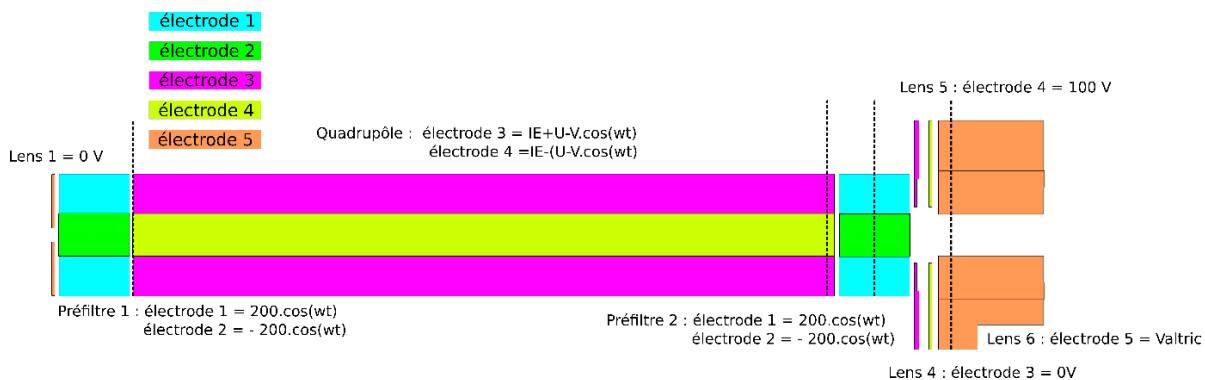 électrode 1
électrode 2
électrode 3
électrode 4
électrode 5
Lens 1 = 0 V
Quadrupôle :  électrode 3 = IE+U-V.cos(wt)
électrode 4 =IE-(U-V.cos(wt)
Lens 5 : électrode 4 = 100 V
Préfiltre 1 : électrode 1 = 200.cos(wt)
électrode 2 = - 200.cos(wt)
Préfiltre 2 : électrode 1 = 200.cos(wt)
électrode 2 = - 200.cos(wt)
Lens 6 : électrode 5 = Valtric
Lens 4 : électrode 3 = 0V